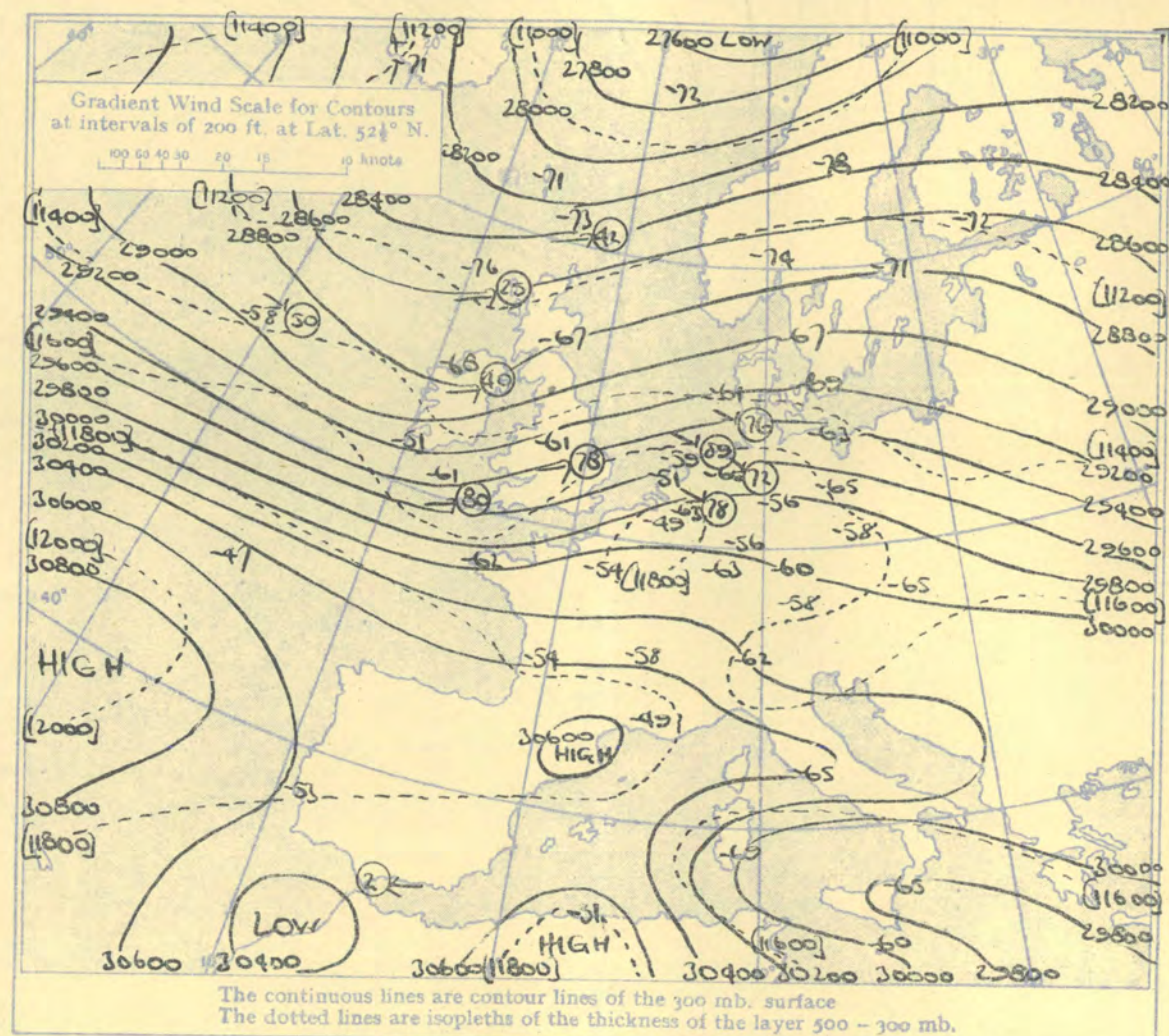 [11400] [11200] [11000] 27600 LOW [11000]
-71 27800 -72
Gradient Wind Scale for Contours
at intervals of 200 ft. at Lat. 52½° N.
100 60 40 30 20 15 10 knots
28000 28200
28200 -71 -78 28400
[11400] [11200] 28400 -73 42 -72
28600 28600
29000 28800 -76 -74 -71 [11200]
29200 25
-58 50 28800
29400 -67 -67
[11600] -68 40
29600 29000
29800 -51 -61 -69 [11400]
30000 76 -63 29200
[11800] -61 78 -59 89
30200 -61 -51 -60 72 -65 29400
30400 80 -63 78 -56
30600 -49 -58 29600
-47 -62 -54 [11800] -56 -63 -60 -65 29800
[12000] [11600]
30800 -58 30000
40°
HIGH -54 -58 -62
[12000] 30600 HIGH -49
-65
30800 -53
[11800]
-65 30000
2 -65 [11600]
LOW -51 29800
HIGH [11600] -60
30600 30400 30600 [11800] 30400 30200 30000 29800
The continuous lines are contour lines of the 300 mb. surface
The dotted lines are isopleths of the thickness of the layer 500 – 300 mb.